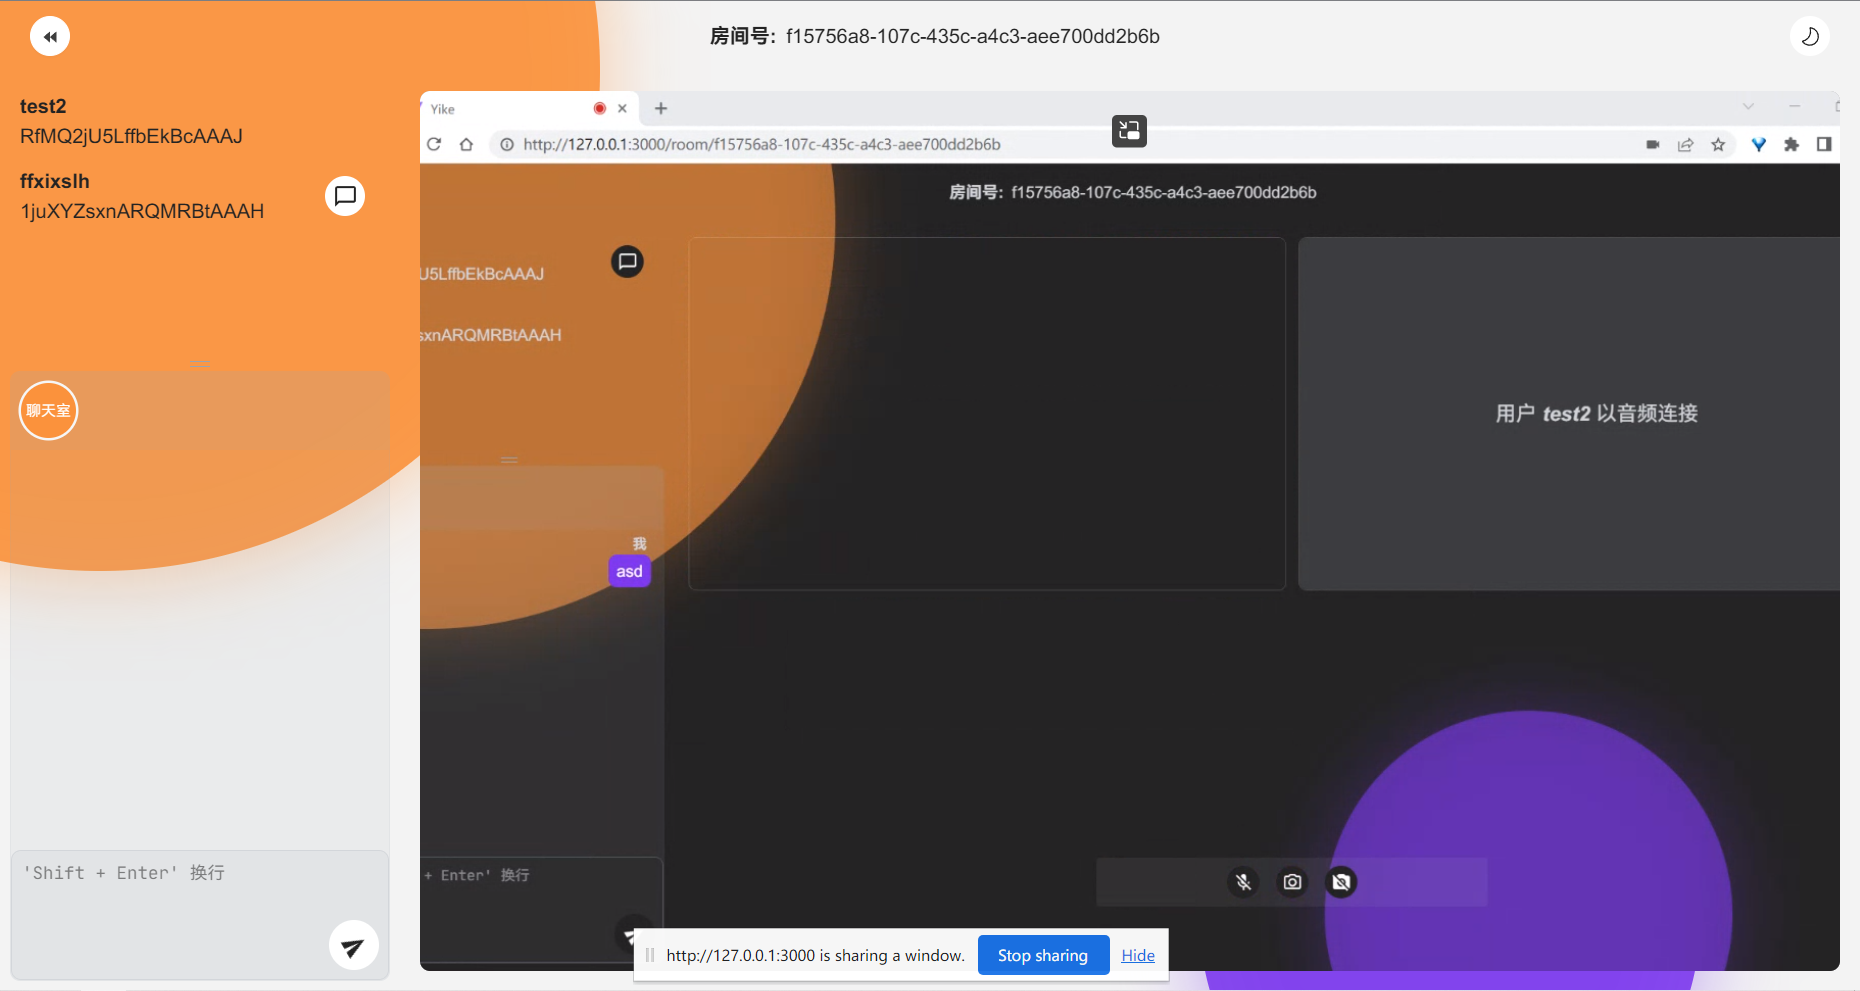 房间号: f15756a8-107c-435c-a4c3-aee700dd2b6b
test2
RfMQ2jU5LffbEkBcAAAJ
ffxixslh
1juXYZsxnARQMRBtAAAH
聊天室
'Shift + Enter' 换行
Yike
http://127.0.0.1:3000/room/f15756a8-107c-435c-a4c3-aee700dd2b6b
房间号: f15756a8-107c-435c-a4c3-aee700dd2b6b
U5LffbEkBcAAAJ
sxnARQMRBtAAAH
用户 test2 以音频连接
我
asd
+ Enter' 换行
http://127.0.0.1:3000 is sharing a window.
Stop sharing
Hide